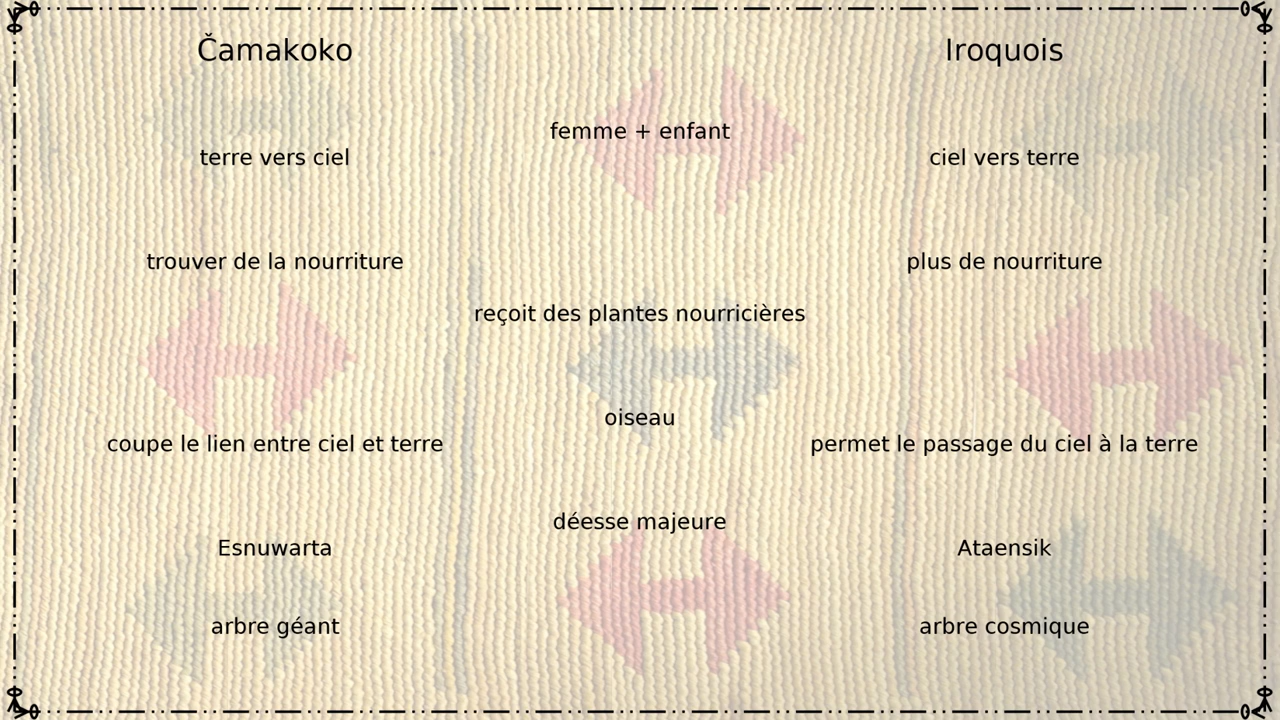 Čamakoko
Iroquois
femme + enfant
terre vers ciel
ciel vers terre
trouver de la nourriture
plus de nourriture
reçoit des plantes nourricières
oiseau
coupe le lien entre ciel et terre
permet le passage du ciel à la terre
déesse majeure
Esnuwarta
Ataensik
arbre géant
arbre cosmique